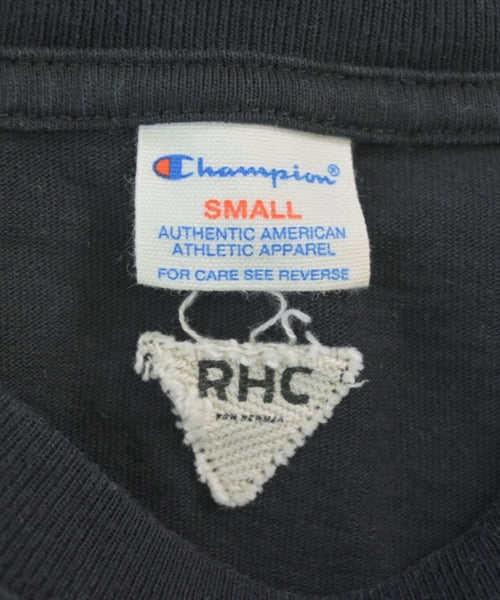 Champion®
SMALL
AUTHENTIC AMERICAN
ATHLETIC APPAREL
FOR CARE SEE REVERSE
RHC
RON HERMAN